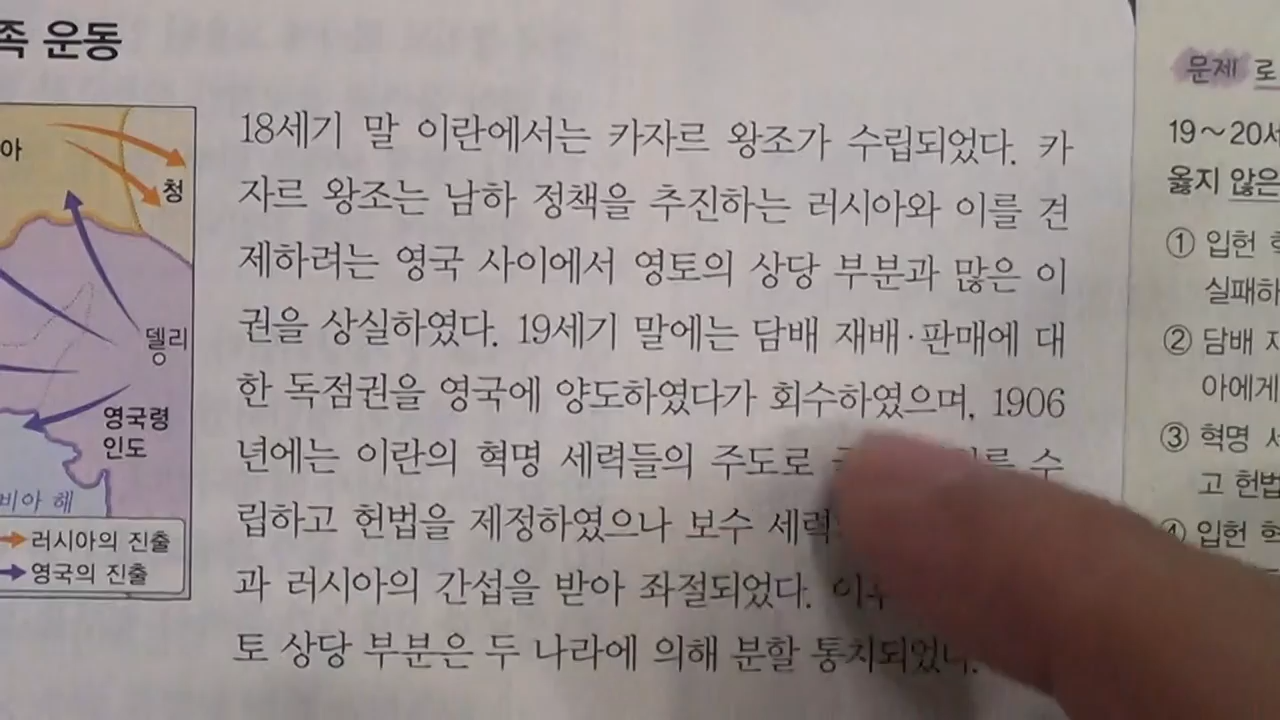 족 운동
아
청
델리
영국령
인도
비아 해
러시아의 진출
영국의 진출
18세기 말 이란에서는 카자르 왕조가 수립되었다. 카
자르 왕조는 남하 정책을 추진하는 러시아와 이를 견
제하려는 영국 사이에서 영토의 상당 부분과 많은 이
권을 상실하였다. 19세기 말에는 담배 재배·판매에 대
한 독점권을 영국에 양도하였다가 회수하였으며, 1906
년에는 이란의 혁명 세력들의 주도로 수
립하고 헌법을 제정하였으나 보수 세력
과 러시아의 간섭을 받아 좌절되었다.
토 상당 부분은 두 나라에 의해 분할 통치되었다.
문제 로
19~20세
옳지 않은
① 입헌
실패하
② 담배
아에게
③ 혁명
고 헌법
④ 입헌